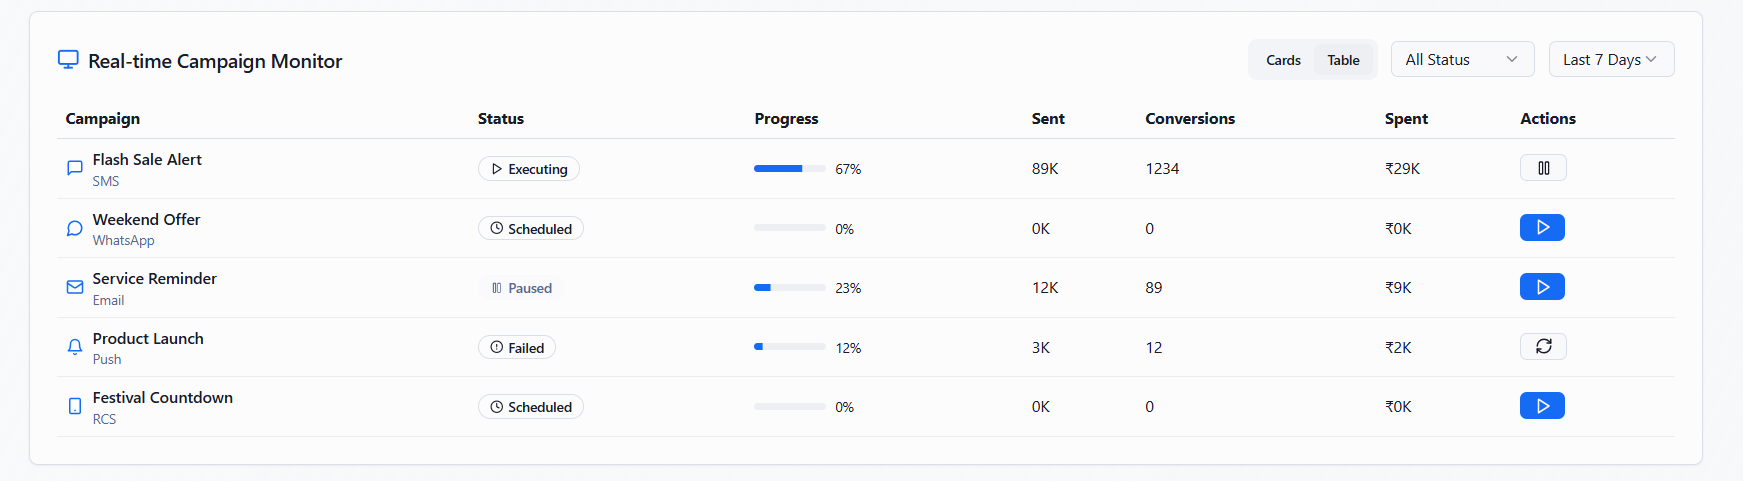 Real-time Campaign Monitor
Cards Table All Status Last 7 Days
Campaign Status Progress Sent Conversions Spent Actions
Flash Sale Alert
SMS
Executing 67% 89K 1234 ₹29K
Weekend Offer
WhatsApp
Scheduled 0% 0K 0 ₹0K
Service Reminder
Email
Paused 23% 12K 89 ₹9K
Product Launch
Push
Failed 12% 3K 12 ₹2K
Festival Countdown
RCS
Scheduled 0% 0K 0 ₹0K